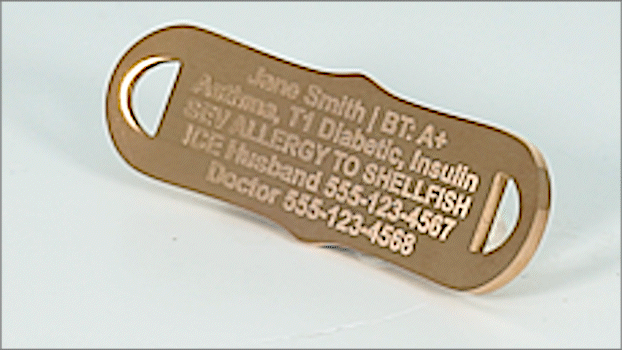 Jane Smith | BT: A+
Asthma, T1 Diabetic, Insulin
SEV ALLERGY TO SHELLFISH
ICE Husband 555-123-4567
Doctor 555-123-4568